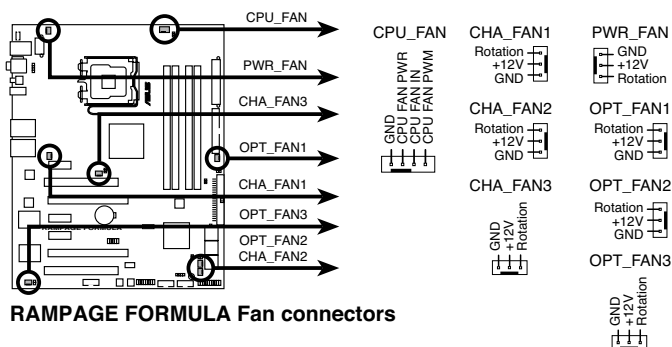 CPU_FAN
PWR_FAN
CHA_FAN3
OPT_FAN1
CHA_FAN1
OPT_FAN3
OPT_FAN2
CHA_FAN2
ASUS
RAMPAGE FORMULA
RAMPAGE FORMULA Fan connectors
CPU_FAN
GND
CPU FAN PWR
CPU FAN IN
CPU FAN PWM
CHA_FAN1
Rotation
+12V
GND
PWR_FAN
GND
+12V
Rotation
CHA_FAN2
Rotation
+12V
GND
OPT_FAN1
Rotation
+12V
GND
CHA_FAN3
GND
+12V
Rotation
OPT_FAN2
Rotation
+12V
GND
OPT_FAN3
GND
+12V
Rotation